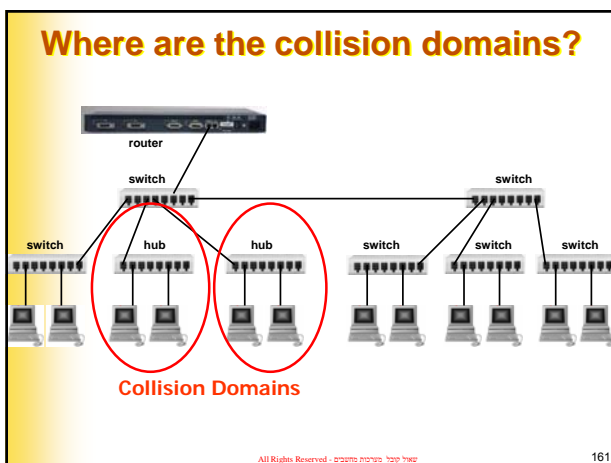 Where are the collision domains?
router
switch switch
switch hub hub switch switch switch
Collision Domains
All Rights Reserved - שאול קובל מערכות מחשבים 161